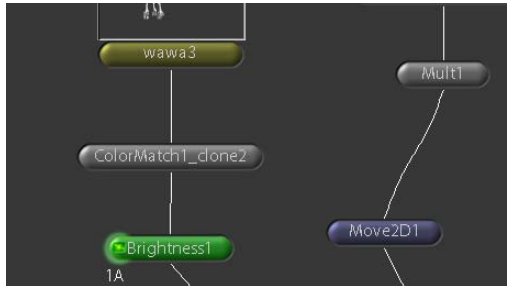 wawa3
Mult1
ColorMatch1_clone2
Move2D1
Brightness1
1A